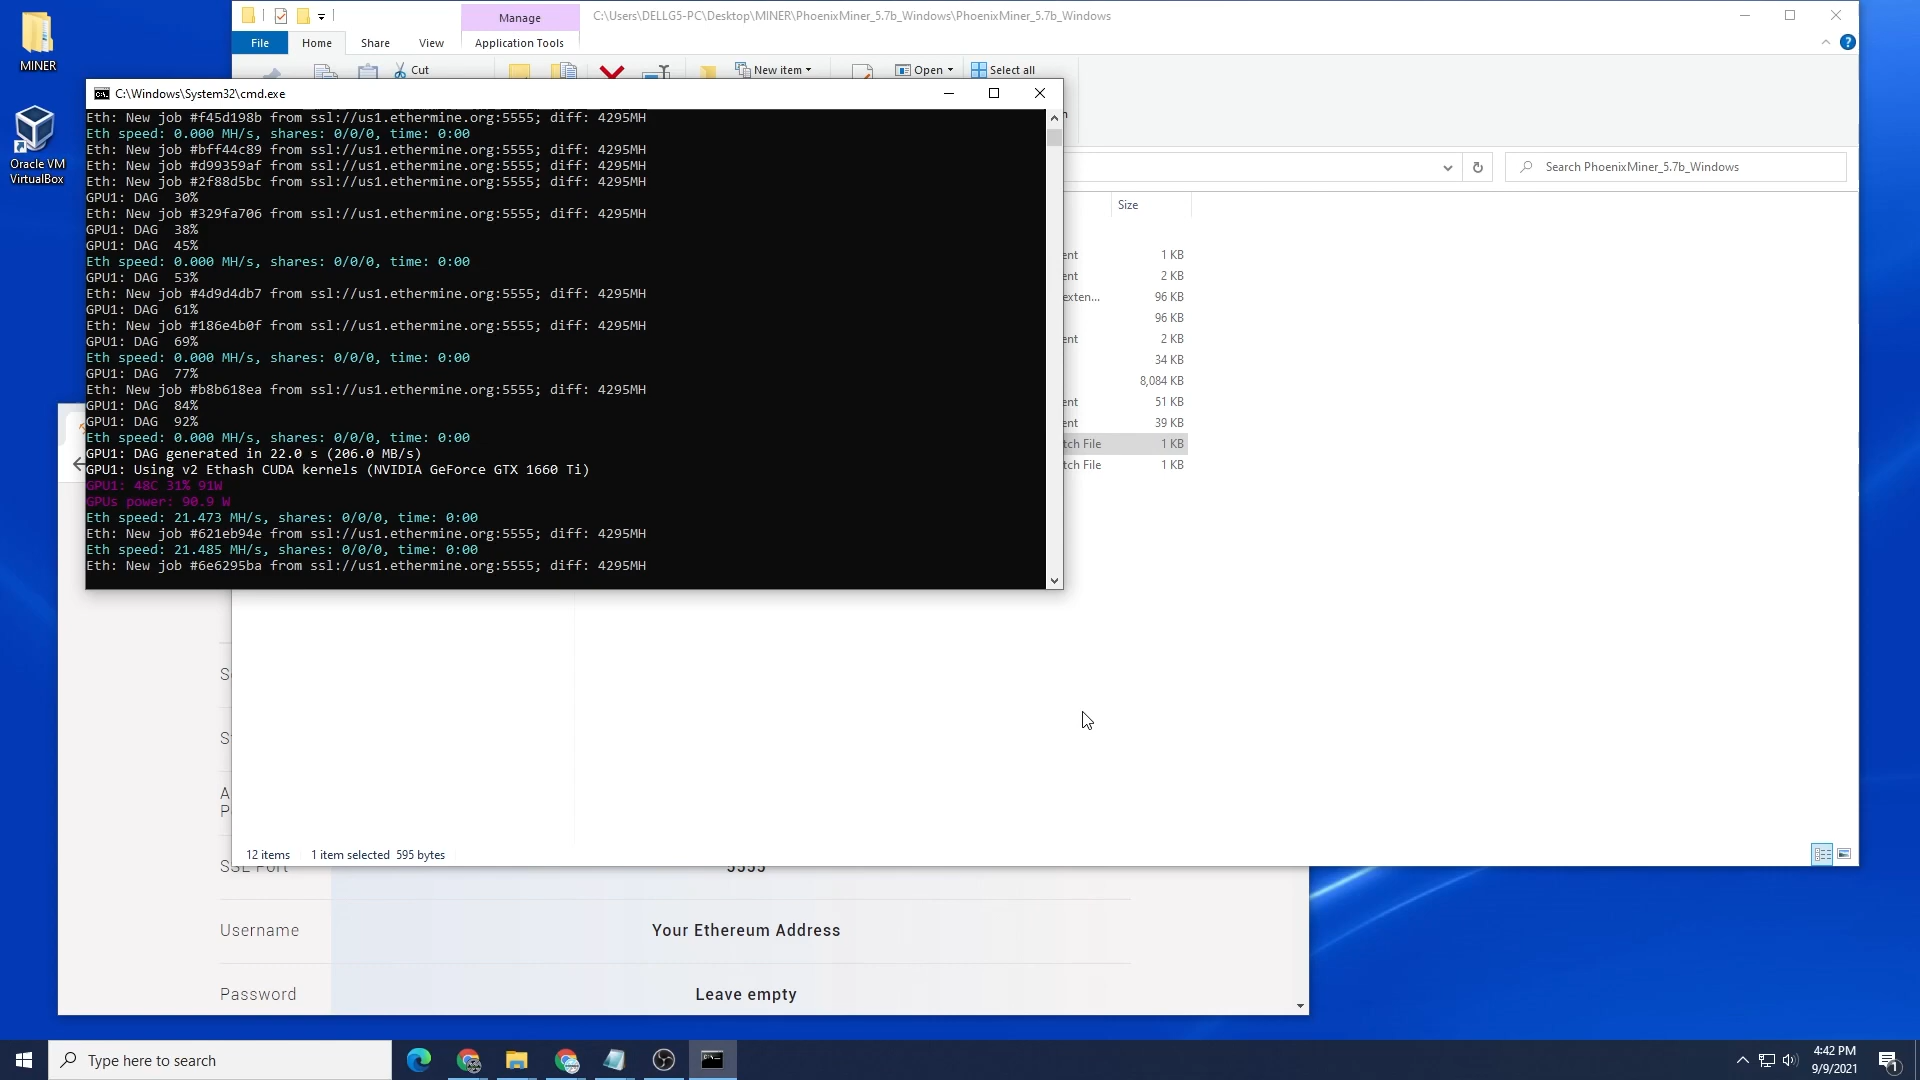 MINER
Oracle VM
VirtualBox
Manage
C:\Users\DELLG5-PC\Desktop\MINER\PhoenixMiner_5.7b_Windows\PhoenixMiner_5.7b_Windows
File
Home
Share
View
Application Tools
Cut
New item
Open
Select all
C:\Windows\System32\cmd.exe
Eth: New job #f45d198b from ssl://us1.ethermine.org:5555; diff: 4295MH
Eth speed: 0.000 MH/s, shares: 0/0/0, time: 0:00
Eth: New job #bff44c89 from ssl://us1.ethermine.org:5555; diff: 4295MH
Eth: New job #d99359af from ssl://us1.ethermine.org:5555; diff: 4295MH
Eth: New job #2f88d5bc from ssl://us1.ethermine.org:5555; diff: 4295MH
GPU1: DAG  30%
Eth: New job #329fa706 from ssl://us1.ethermine.org:5555; diff: 4295MH
GPU1: DAG  38%
GPU1: DAG  45%
Eth speed: 0.000 MH/s, shares: 0/0/0, time: 0:00
GPU1: DAG  53%
Eth: New job #4d9d4db7 from ssl://us1.ethermine.org:5555; diff: 4295MH
GPU1: DAG  61%
Eth: New job #186e4b0f from ssl://us1.ethermine.org:5555; diff: 4295MH
GPU1: DAG  69%
Eth speed: 0.000 MH/s, shares: 0/0/0, time: 0:00
GPU1: DAG  77%
Eth: New job #b8b618ea from ssl://us1.ethermine.org:5555; diff: 4295MH
GPU1: DAG  84%
GPU1: DAG  92%
Eth speed: 0.000 MH/s, shares: 0/0/0, time: 0:00
GPU1: DAG generated in 22.0 s (206.0 MB/s)
GPU1: Using v2 Ethash CUDA kernels (NVIDIA GeForce GTX 1660 Ti)
GPU1: 48C 31% 91W
GPUs power: 90.9 W
Eth speed: 21.473 MH/s, shares: 0/0/0, time: 0:00
Eth: New job #621eb94e from ssl://us1.ethermine.org:5555; diff: 4295MH
Eth speed: 21.485 MH/s, shares: 0/0/0, time: 0:00
Eth: New job #6e6295ba from ssl://us1.ethermine.org:5555; diff: 4295MH
Search PhoenixMiner_5.7b_Windows
Size
ent 1 KB
ent 2 KB
exten... 96 KB
96 KB
ent 2 KB
34 KB
8,084 KB
ent 51 KB
ent 39 KB
tch File 1 KB
tch File 1 KB
12 items
1 item selected 595 bytes
SSL Port 5555
Username Your Ethereum Address
Password Leave empty
Type here to search
4:42 PM
9/9/2021
1